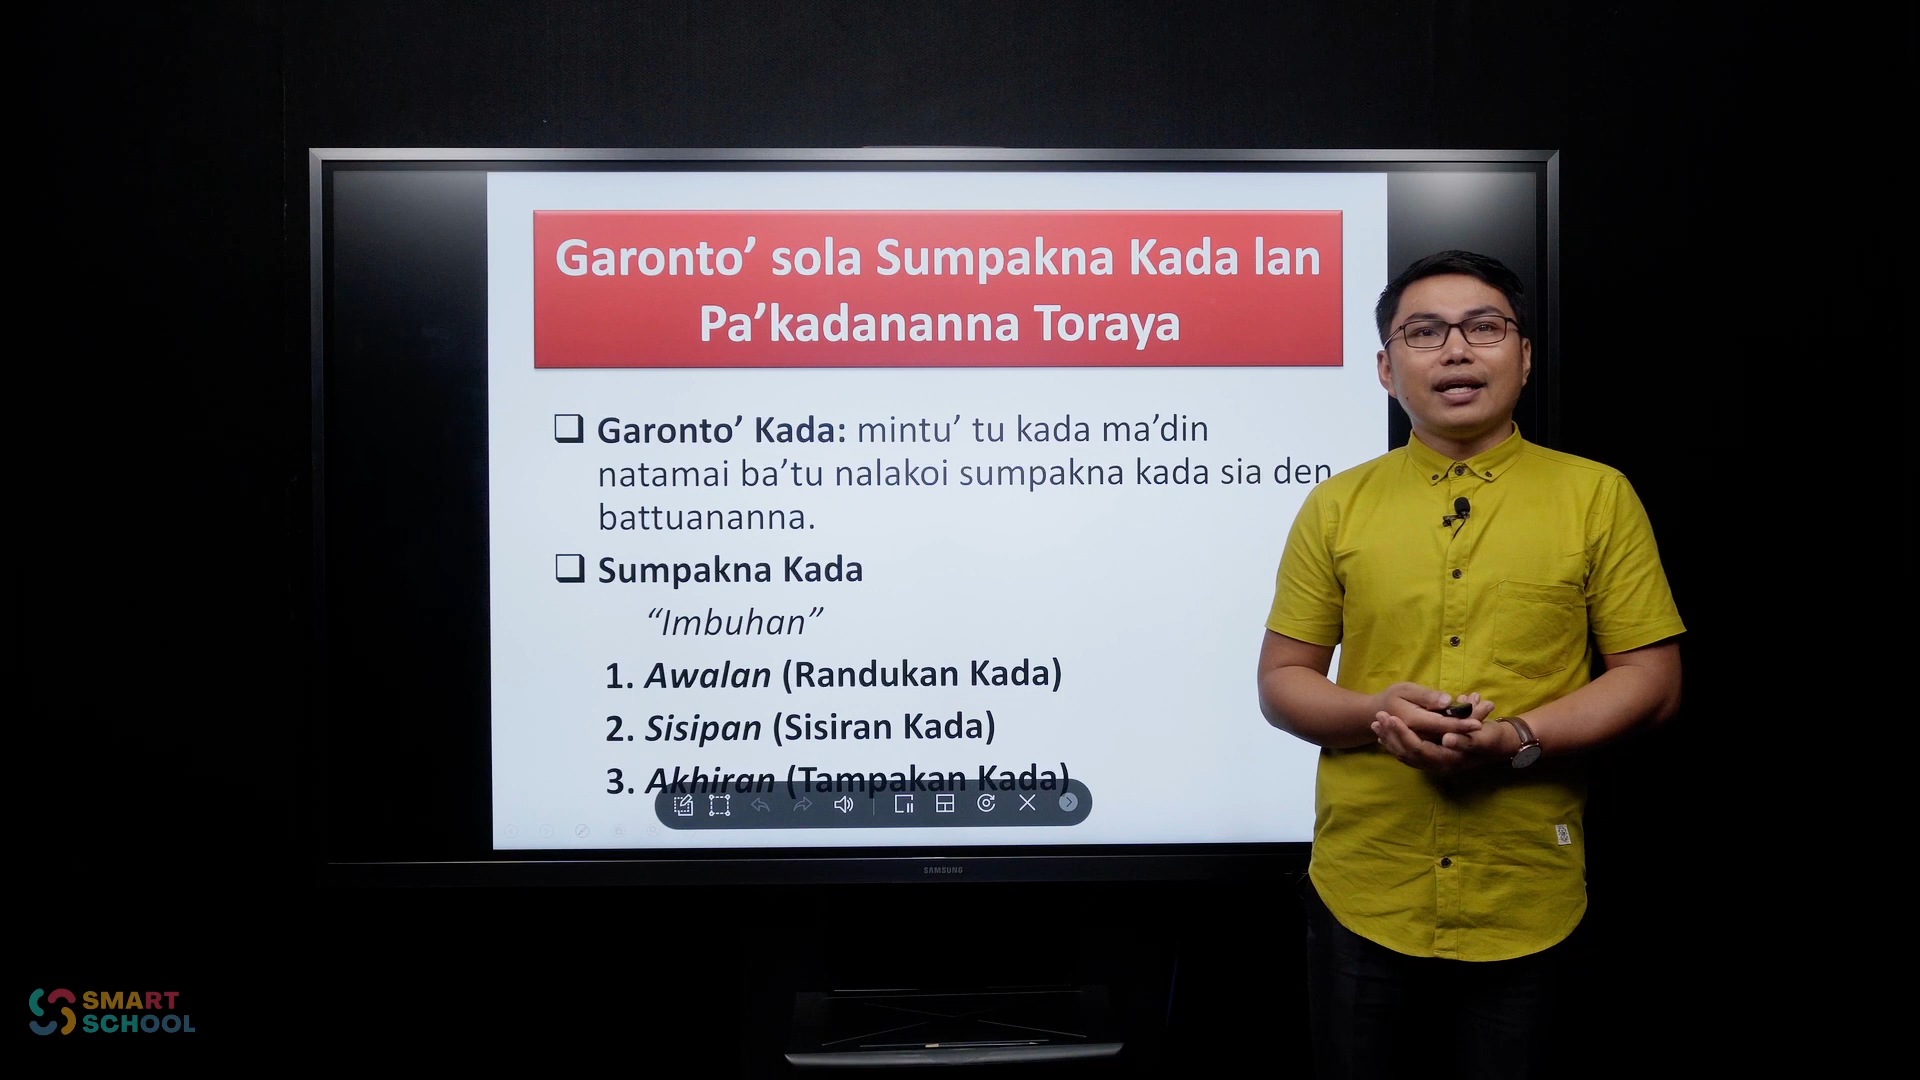 Garonto’ sola Sumpakna Kada lan
Pa’kadananna Toraya
❑ Garonto’ Kada: mintu’ tu kada ma’din
natamai ba’tu nalakoi sumpakna kada sia den
battuananna.
❑ Sumpakna Kada
“Imbuhan”
1. Awalan (Randukan Kada)
2. Sisipan (Sisiran Kada)
3. Akhiran (Tampakan Kada)
SAMSUNG
SMART
SCHOOL